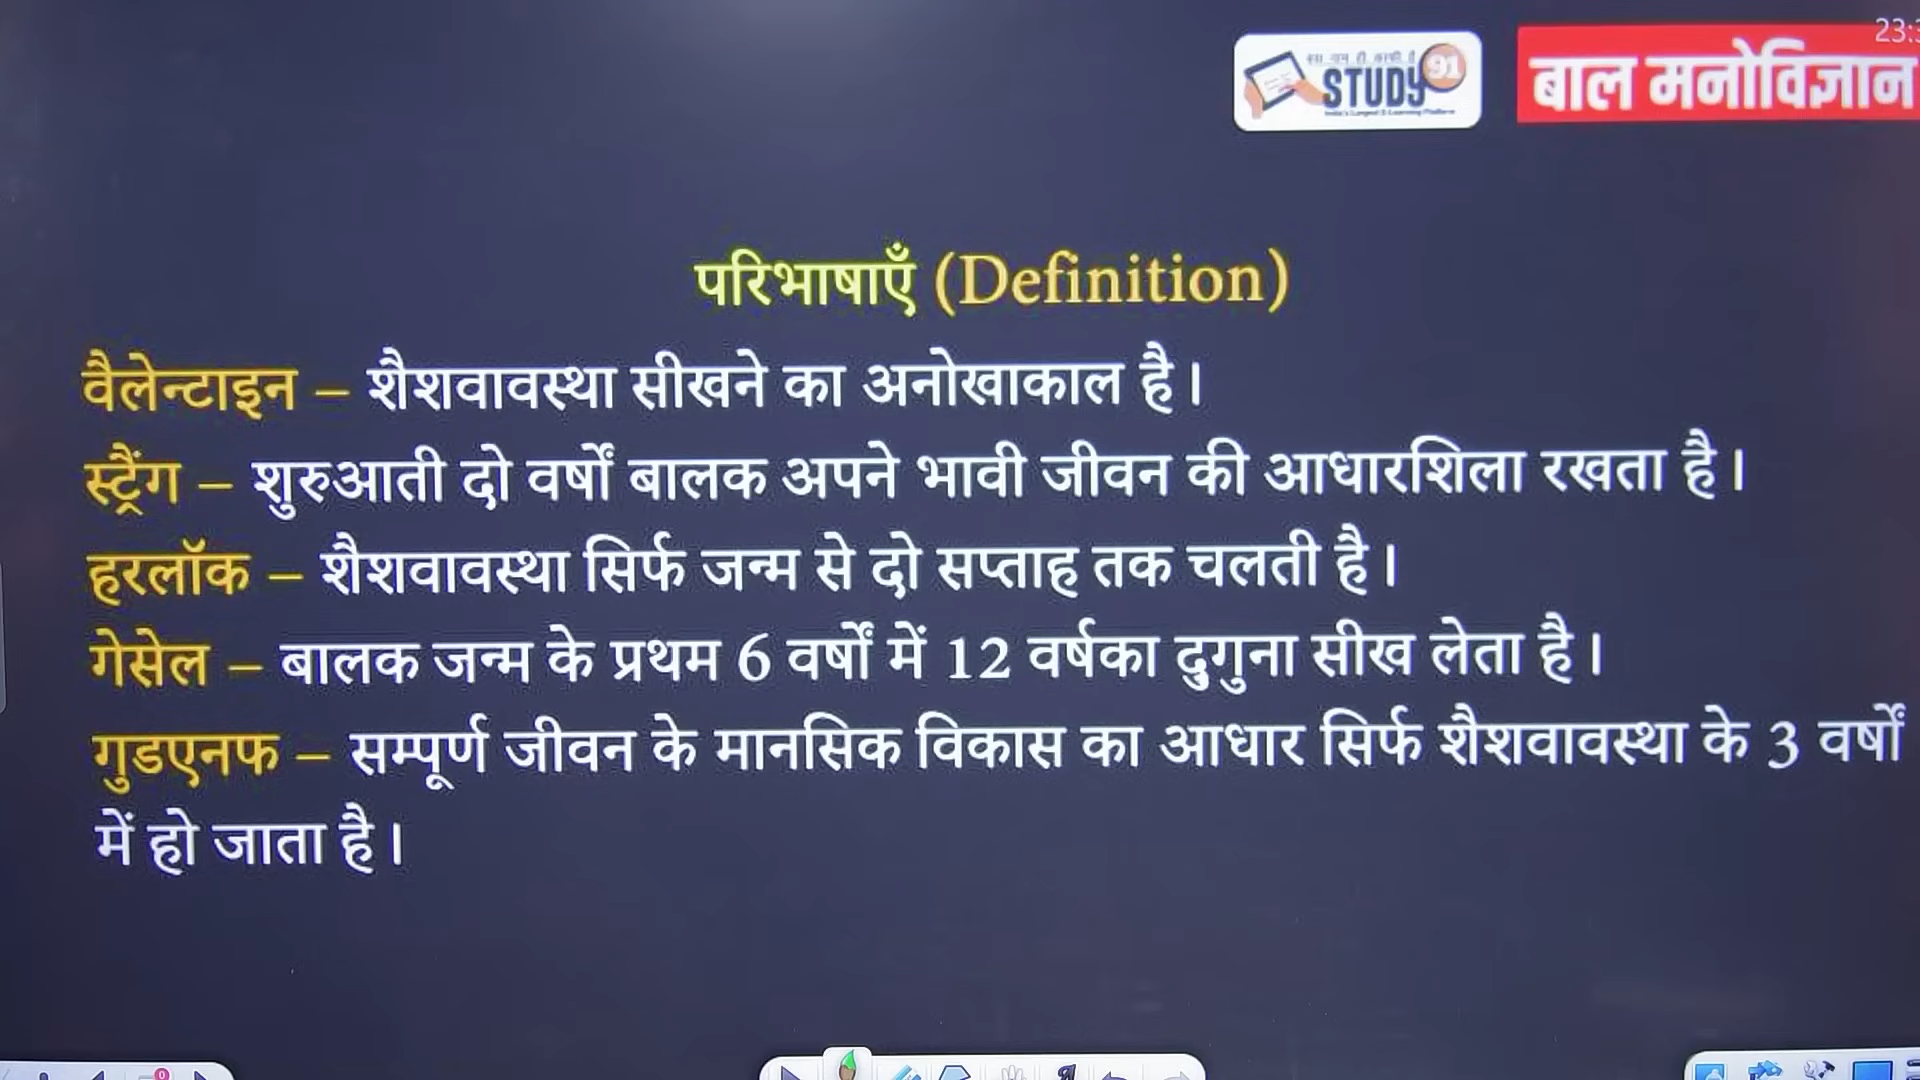 23:3
STUDY 91
बाल मनोविज्ञान
परिभाषाएँ (Definition)
वैलेन्टाइन – शैशवावस्था सीखने का अनोखाकाल है।
स्ट्रैंग – शुरुआती दो वर्षों बालक अपने भावी जीवन की आधारशिला रखता है।
हरलॉक – शैशवावस्था सिर्फ जन्म से दो सप्ताह तक चलती है।
गेसेल – बालक जन्म के प्रथम 6 वर्षों में 12 वर्षका दुगुना सीख लेता है।
गुडएनफ – सम्पूर्ण जीवन के मानसिक विकास का आधार सिर्फ शैशवावस्था के 3 वर्षों
में हो जाता है।